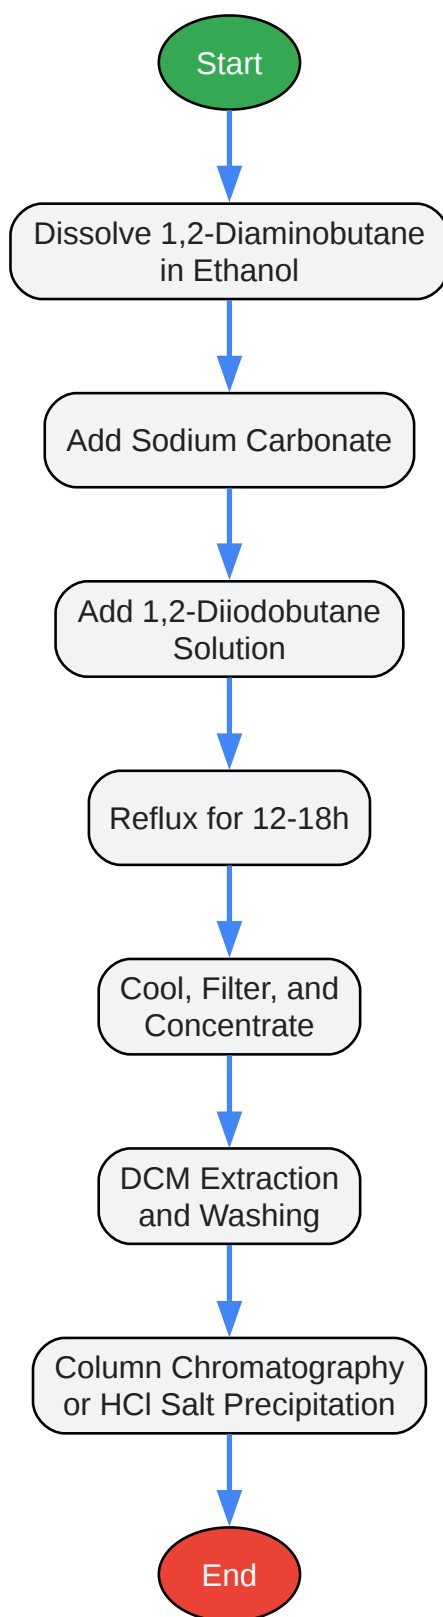 Start
Dissolve 1,2-Diaminobutane
in Ethanol
Add Sodium Carbonate
Add 1,2-Diiodobutane
Solution
Reflux for 12-18h
Cool, Filter, and
Concentrate
DCM Extraction
and Washing
Column Chromatography
or HCl Salt Precipitation
End